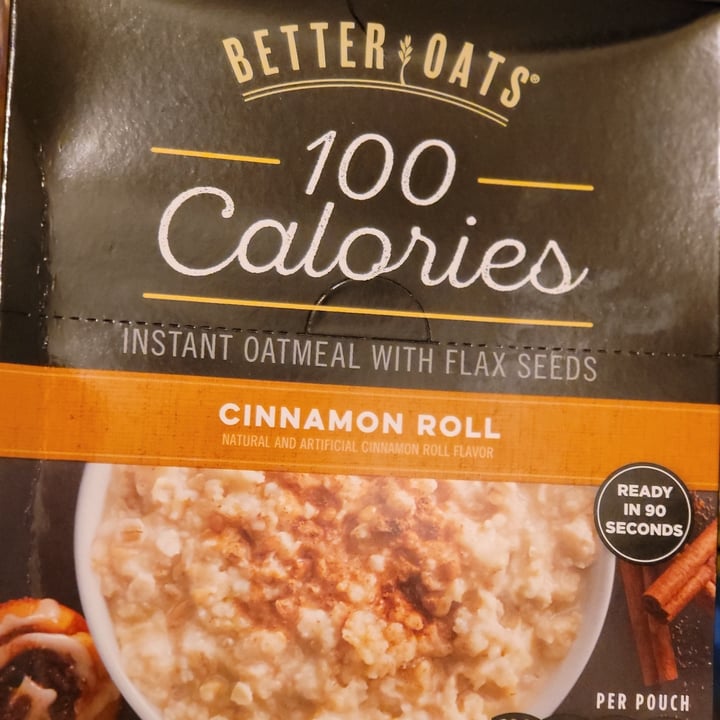 BETTER OATS®
100
Calories
INSTANT OATMEAL WITH FLAX SEEDS
CINNAMON ROLL
NATURAL AND ARTIFICIAL CINNAMON ROLL FLAVOR
READY
IN 90
SECONDS
PER POUCH